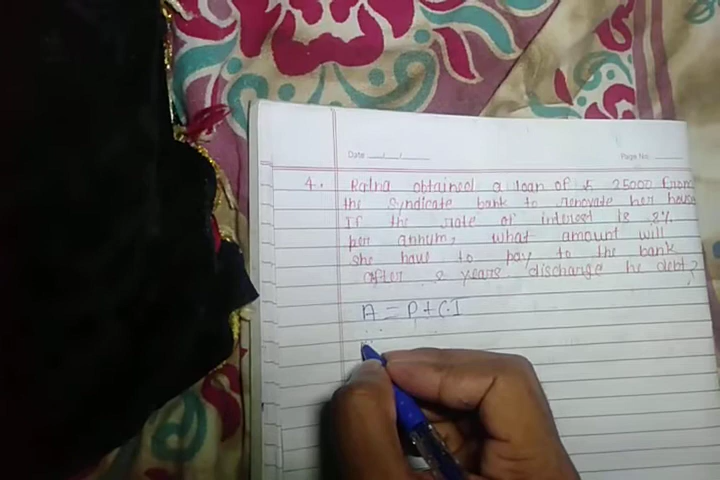 Date
Page No.
4. Ratna obtained a loan of ₹ 25000 from
the syndicate bank to renovate her house
If the rate of interest is 8%
per annum, what amount will
she have to pay to the bank
after 2 years discharge he debt?
A = P + C.I